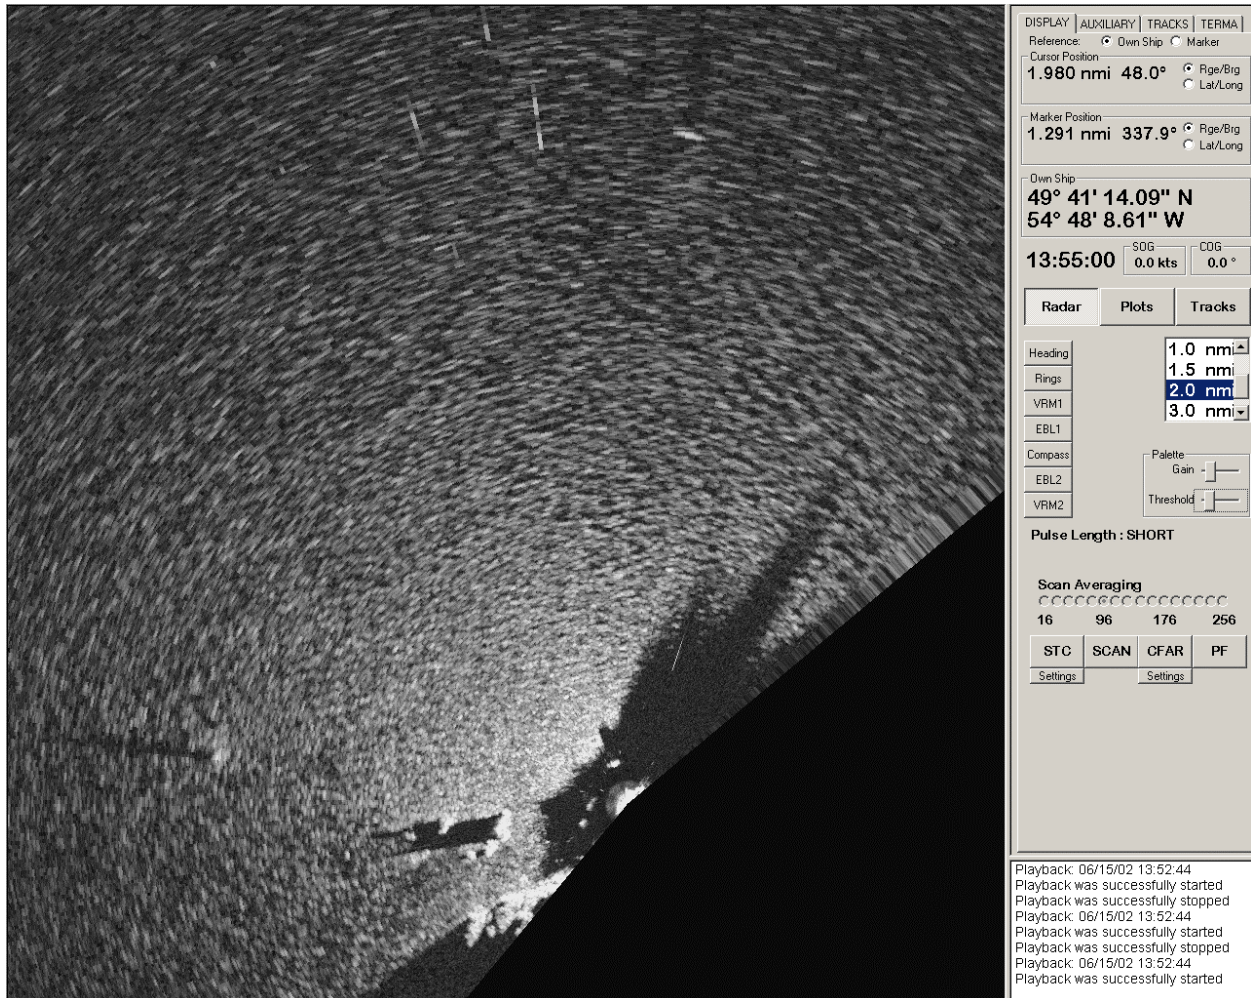 DISPLAY AUXILIARY TRACKS TERMA
Reference: Own Ship Marker
Cursor Position
1.980 nmi 48.0° Rge/Brg
Lat/Long
Marker Position
1.291 nmi 337.9° Rge/Brg
Lat/Long
Own Ship
49° 41' 14.09" N
54° 48' 8.61" W
13:55:00 SOG 0.0 kts COG 0.0 °
Radar Plots Tracks
Heading
Rings
VRM1
EBL1
Compass
EBL2
VRM2
1.0 nmi
1.5 nmi
2.0 nmi
3.0 nmi
Palette
Gain
Threshold
Pulse Length : SHORT
Scan Averaging
16 96 176 256
STC SCAN CFAR PF
Settings Settings
Playback: 06/15/02 13:52:44
Playback was successfully started
Playback was successfully stopped
Playback: 06/15/02 13:52:44
Playback was successfully started
Playback was successfully stopped
Playback: 06/15/02 13:52:44
Playback was successfully started